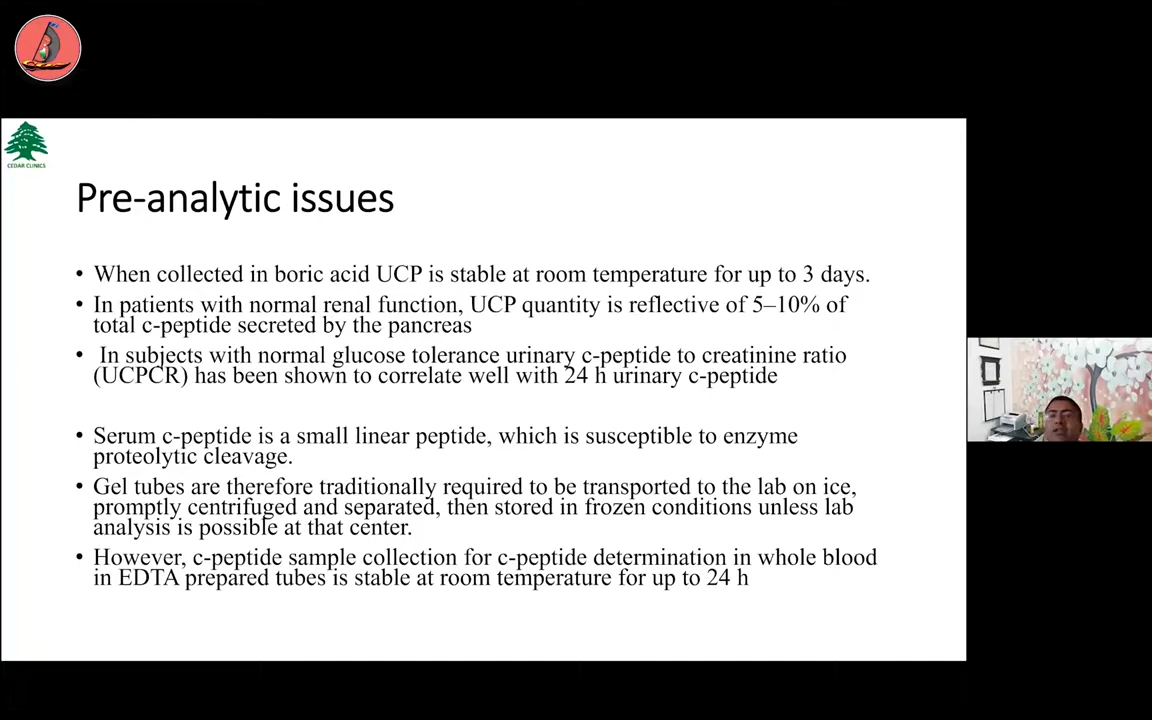 CEDAR CLINICS
Pre-analytic issues
• When collected in boric acid UCP is stable at room temperature for up to 3 days.
• In patients with normal renal function, UCP quantity is reflective of 5–10% of
total c-peptide secreted by the pancreas
• In subjects with normal glucose tolerance urinary c-peptide to creatinine ratio
(UCPCR) has been shown to correlate well with 24 h urinary c-peptide
• Serum c-peptide is a small linear peptide, which is susceptible to enzyme
proteolytic cleavage.
• Gel tubes are therefore traditionally required to be transported to the lab on ice,
promptly centrifuged and separated, then stored in frozen conditions unless lab
analysis is possible at that center.
• However, c-peptide sample collection for c-peptide determination in whole blood
in EDTA prepared tubes is stable at room temperature for up to 24 h